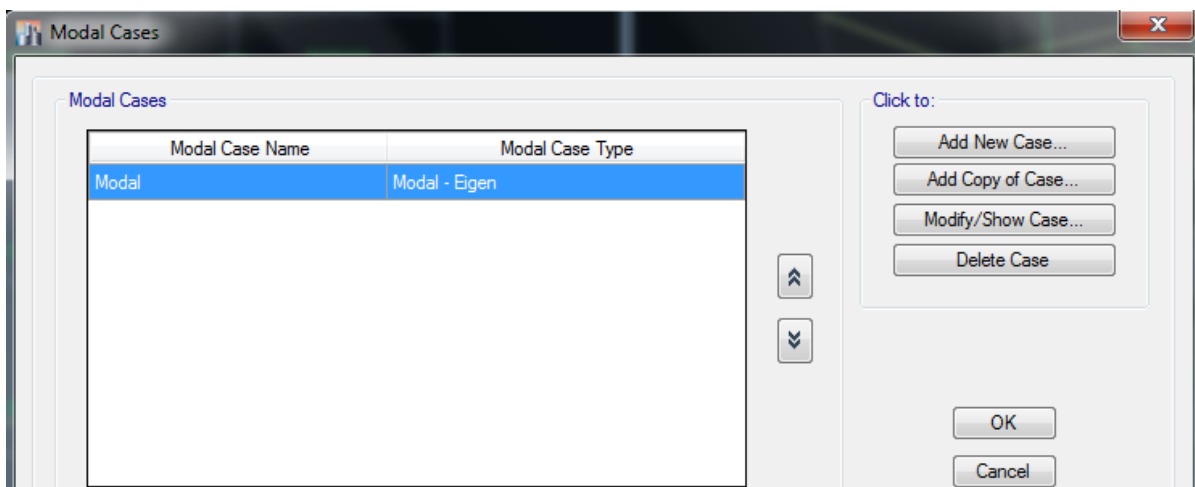 Modal Cases
Modal Cases
Click to:
Modal Case Name Modal Case Type
Modal Modal - Eigen
Add New Case...
Add Copy of Case...
Modify/Show Case...
Delete Case
OK
Cancel